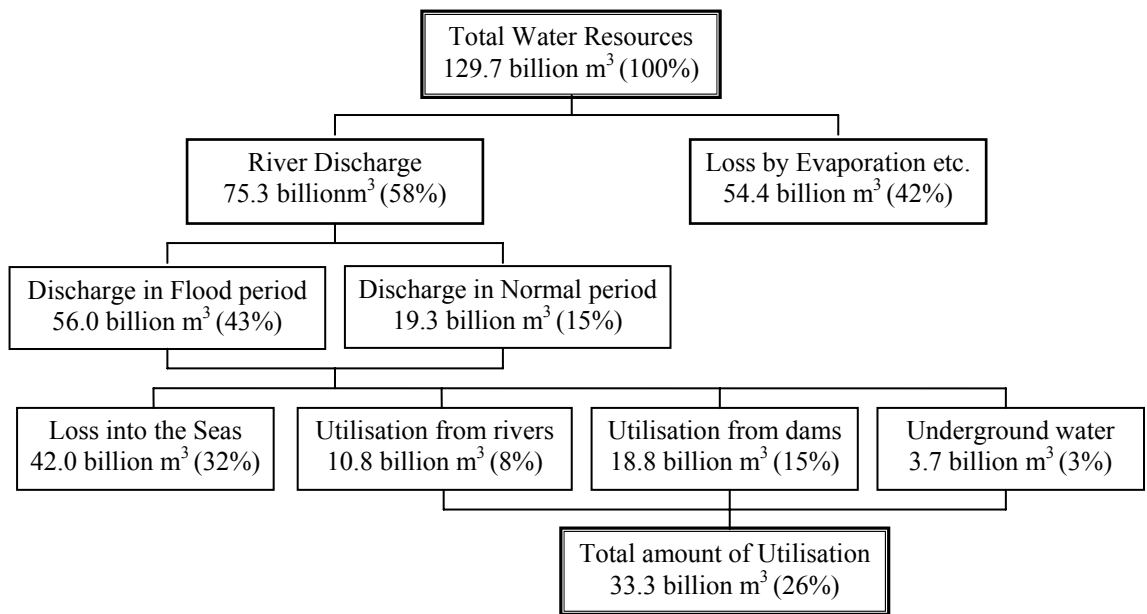 Total Water Resources
129.7 billion m³ (100%)
River Discharge
75.3 billionm³ (58%)
Loss by Evaporation etc.
54.4 billion m³ (42%)
Discharge in Flood period
56.0 billion m³ (43%)
Discharge in Normal period
19.3 billion m³ (15%)
Loss into the Seas
42.0 billion m³ (32%)
Utilisation from rivers
10.8 billion m³ (8%)
Utilisation from dams
18.8 billion m³ (15%)
Underground water
3.7 billion m³ (3%)
Total amount of Utilisation
33.3 billion m³ (26%)